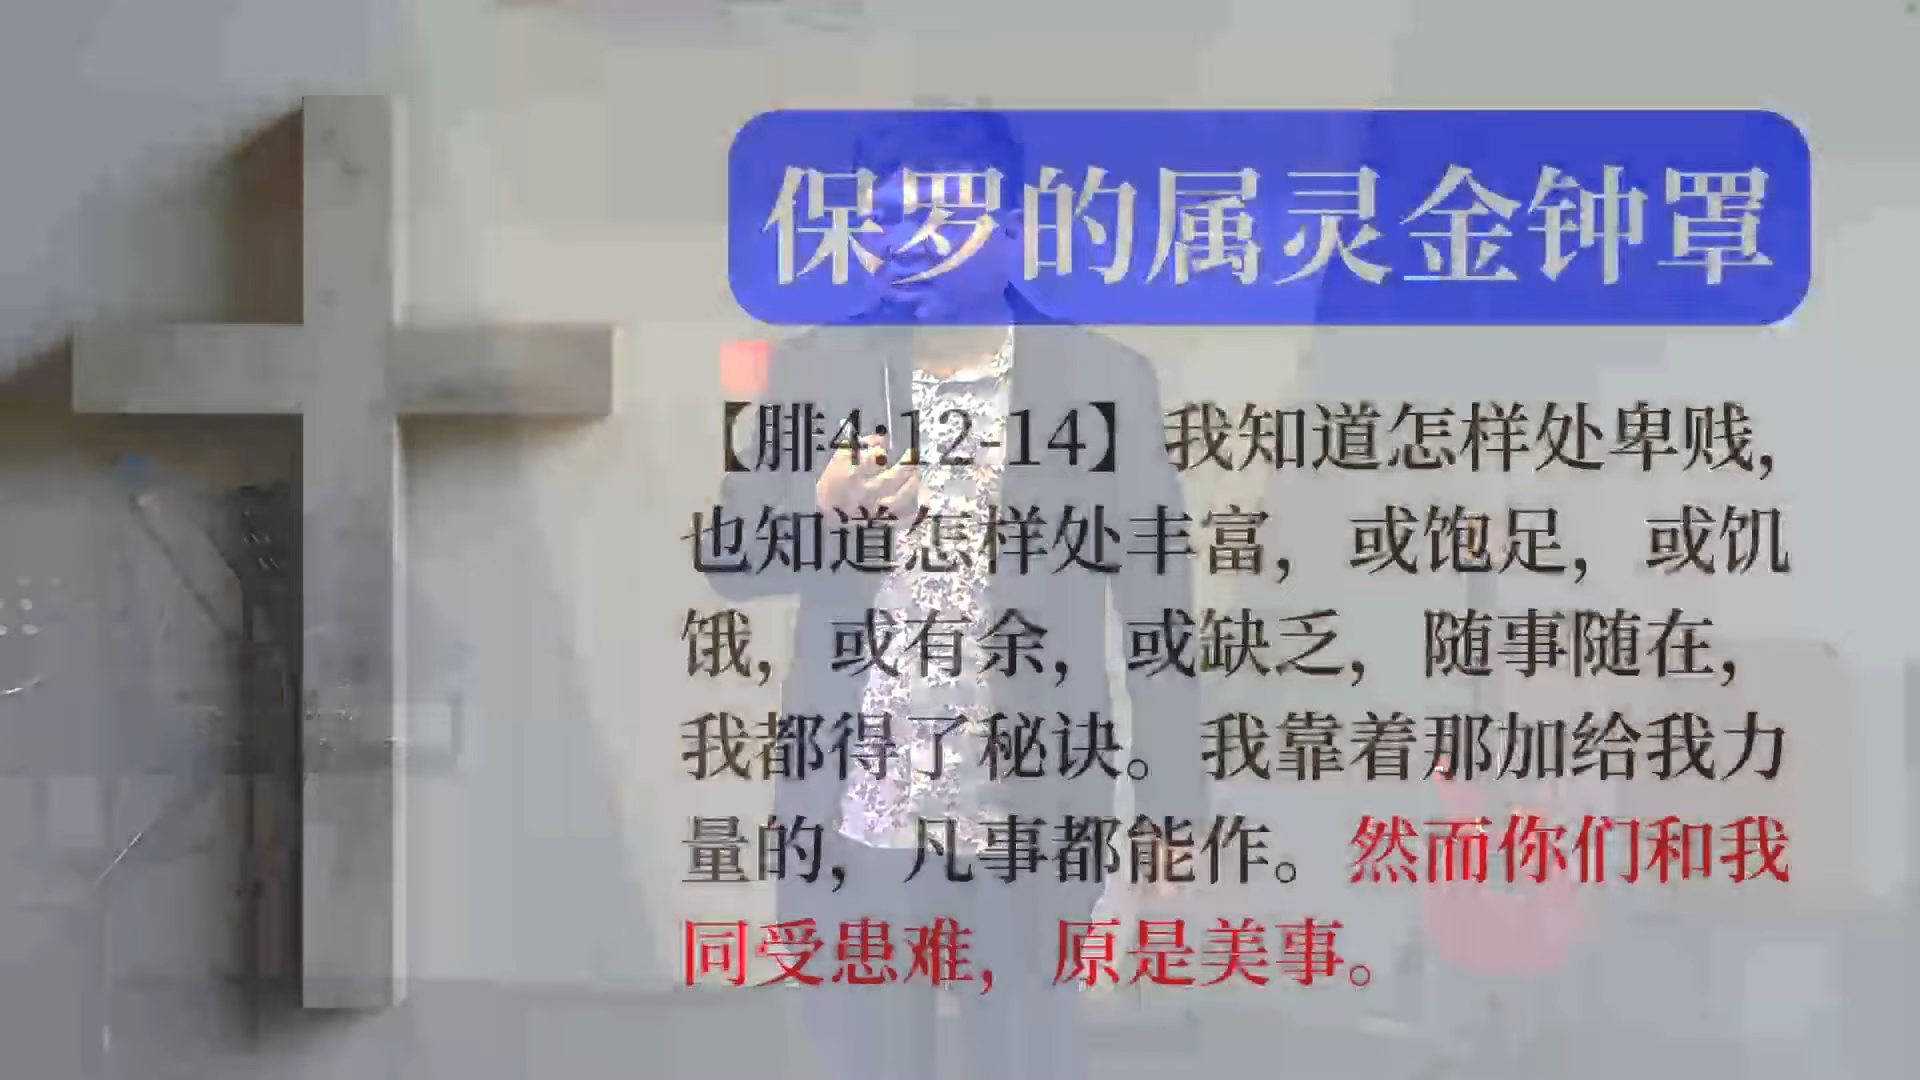 保罗的属灵金钟罩
【腓4:12-14】我知道怎样处卑贱，
也知道怎样处丰富，或饱足，或饥
饿，或有余，或缺乏，随事随在，
我都得了秘诀。我靠着那加给我力
量的，凡事都能作。然而你们和我
同受患难，原是美事。